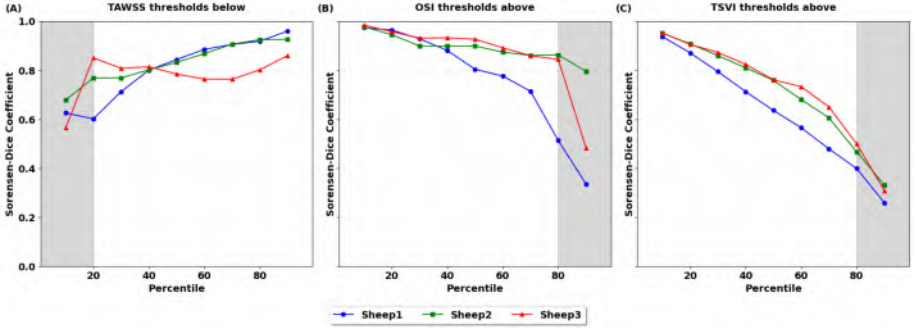 (A) TAWSS thresholds below
Sorensen-Dice Coefficient
1.0
0.8
0.6
0.4
0.2
0.0
20 40 60 80
Percentile
(B) OSI thresholds above
Sorensen-Dice Coefficient
20 40 60 80
Percentile
(C) TSVI thresholds above
Sorensen-Dice Coefficient
20 40 60 80
Percentile
Sheep1 Sheep2 Sheep3